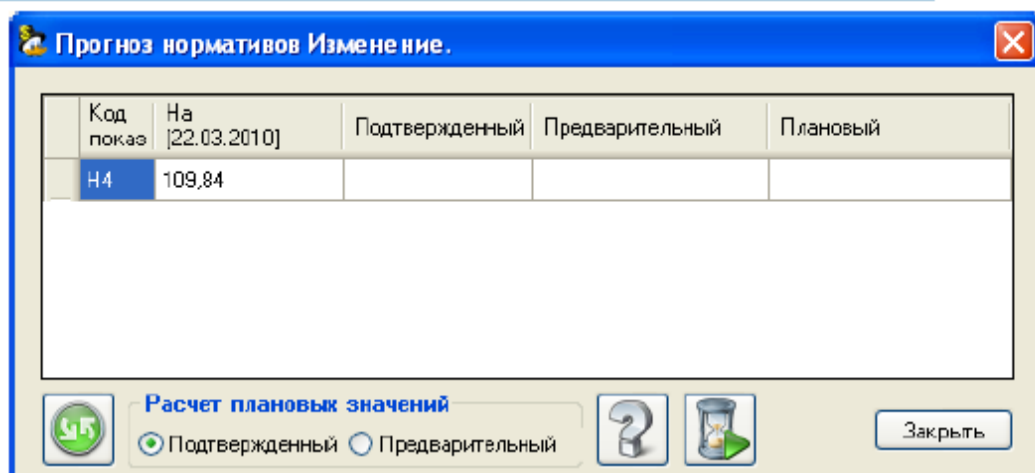 Прогноз нормативов Изменение.
Код показ
На [22.03.2010]
Подтвержденный
Предварительный
Плановый
Н4
109,84
Расчет плановых значений
Подтвержденный
Предварительный
Закрыть